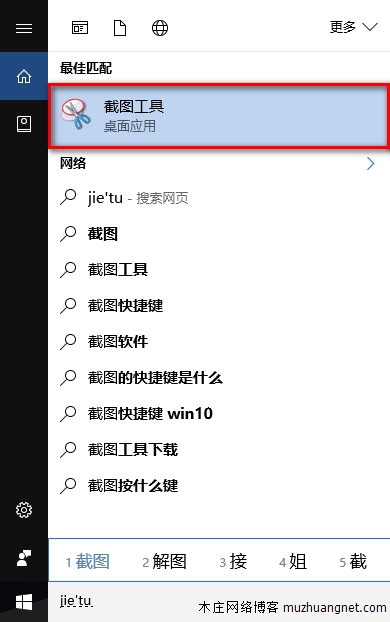 更多
最佳匹配
截图工具
桌面应用
网络
jie'tu - 搜索网页
截图
截图工具
截图快捷键
截图软件
截图的快捷键是什么
截图快捷键 win10
截图工具下载
截图按什么键
1 截图 2 解图 3 接 4 姐 5 截
jie'tu
木庄网络博客 muzhuangnet.com